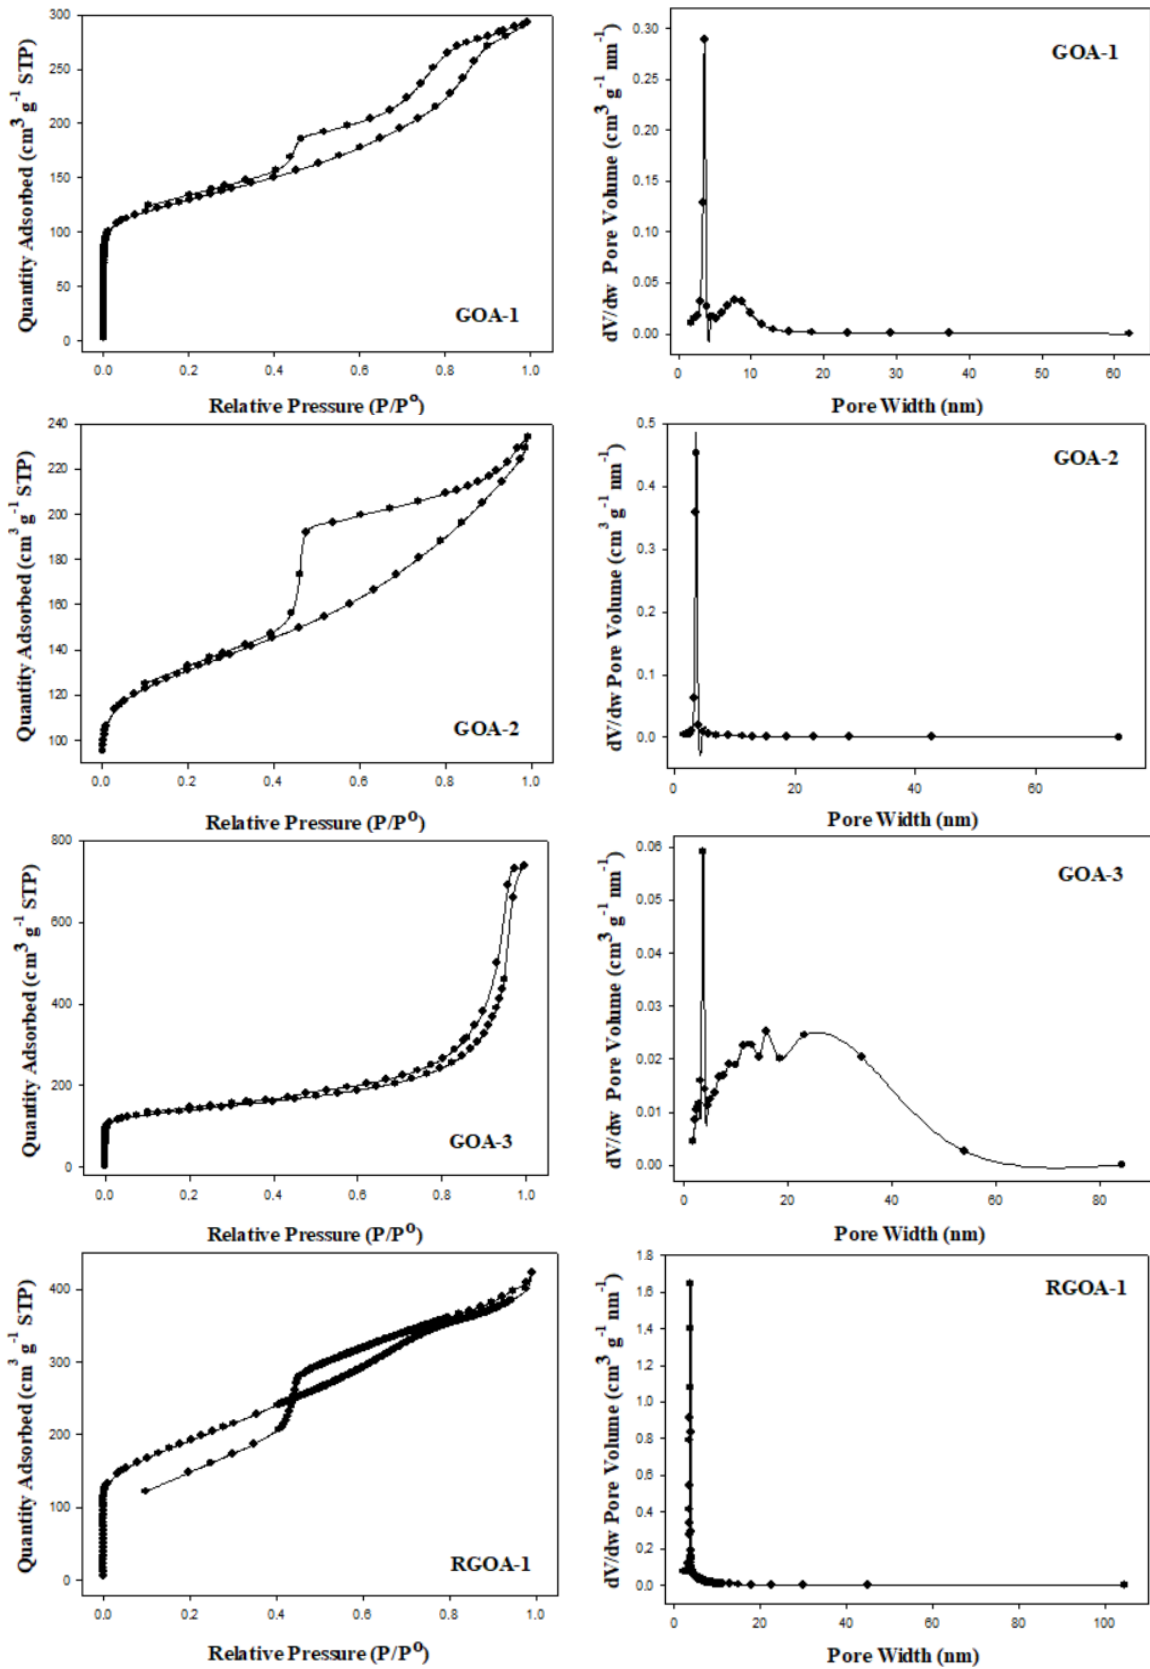 300
250
200
150
100
50
0
Quantity Adsorbed (cm³ g⁻¹ STP)
GOA-1
0.0 0.2 0.4 0.6 0.8 1.0
Relative Pressure (P/P⁰)
0.30
0.25
0.20
0.15
0.10
0.05
0.00
dV/dw Pore Volume (cm³ g⁻¹ nm⁻¹)
GOA-1
0 10 20 30 40 50 60
Pore Width (nm)
240
220
200
180
160
140
120
100
Quantity Adsorbed (cm³ g⁻¹ STP)
GOA-2
0.0 0.2 0.4 0.6 0.8 1.0
Relative Pressure (P/P⁰)
0.5
0.4
0.3
0.2
0.1
0.0
dV/dw Pore Volume (cm³ g⁻¹ nm⁻¹)
GOA-2
0 20 40 60
Pore Width (nm)
800
600
400
200
0
Quantity Adsorbed (cm³ g⁻¹ STP)
GOA-3
0.0 0.2 0.4 0.6 0.8 1.0
Relative Pressure (P/P⁰)
0.06
0.05
0.04
0.03
0.02
0.01
0.00
dV/dw Pore Volume (cm³ g⁻¹ nm⁻¹)
GOA-3
0 20 40 60 80
Pore Width (nm)
400
300
200
100
0
Quantity Adsorbed (cm³ g⁻¹ STP)
RGOA-1
0.0 0.2 0.4 0.6 0.8 1.0
Relative Pressure (P/P⁰)
1.8
1.6
1.4
1.2
1.0
0.8
0.6
0.4
0.2
0.0
dV/dw Pore Volume (cm³ g⁻¹ nm⁻¹)
RGOA-1
0 20 40 60 80 100
Pore Width (nm)